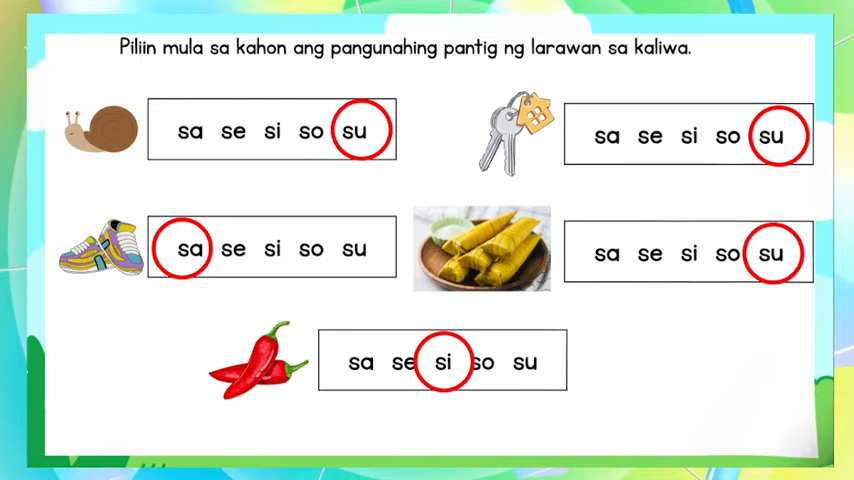 Piliin mula sa kahon ang pangunahing pantig ng larawan sa kaliwa.
sa se si so su
sa se si so su
sa se si so su
sa se si so su
sa se si so su